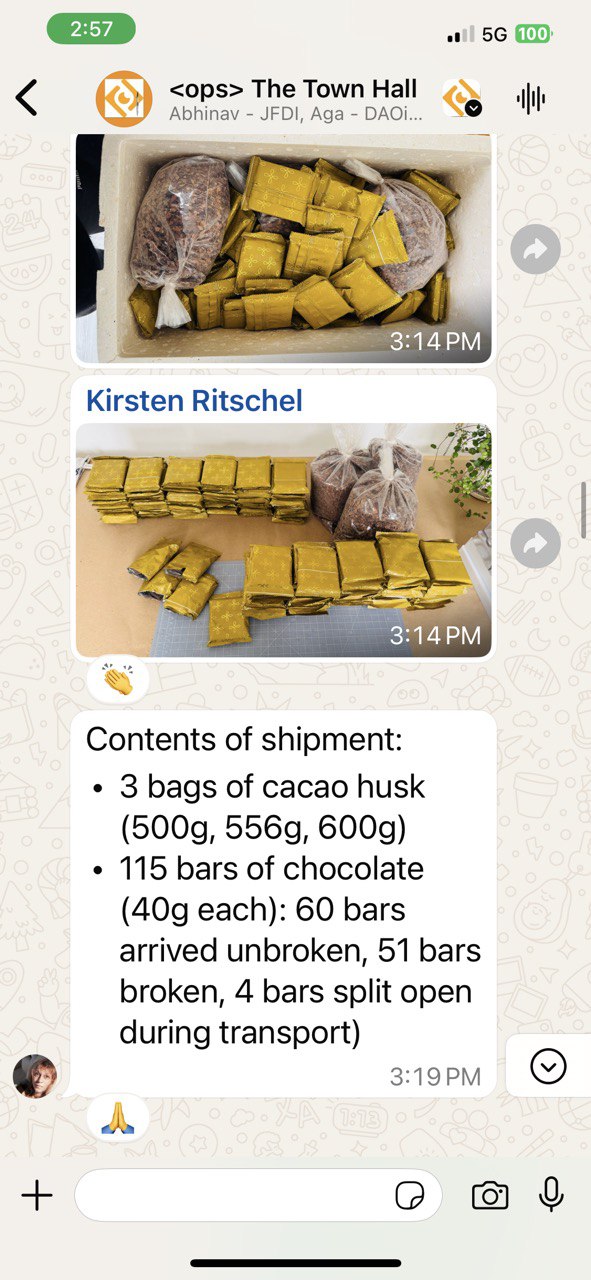 2:57
5G 100
<ops> The Town Hall
Abhinav - JFDI, Aga - DAOi...
3:14 PM
Kirsten Ritschel
3:14 PM
Contents of shipment:
• 3 bags of cacao husk
(500g, 556g, 600g)
• 115 bars of chocolate
(40g each): 60 bars
arrived unbroken, 51 bars
broken, 4 bars split open
during transport)
3:19 PM